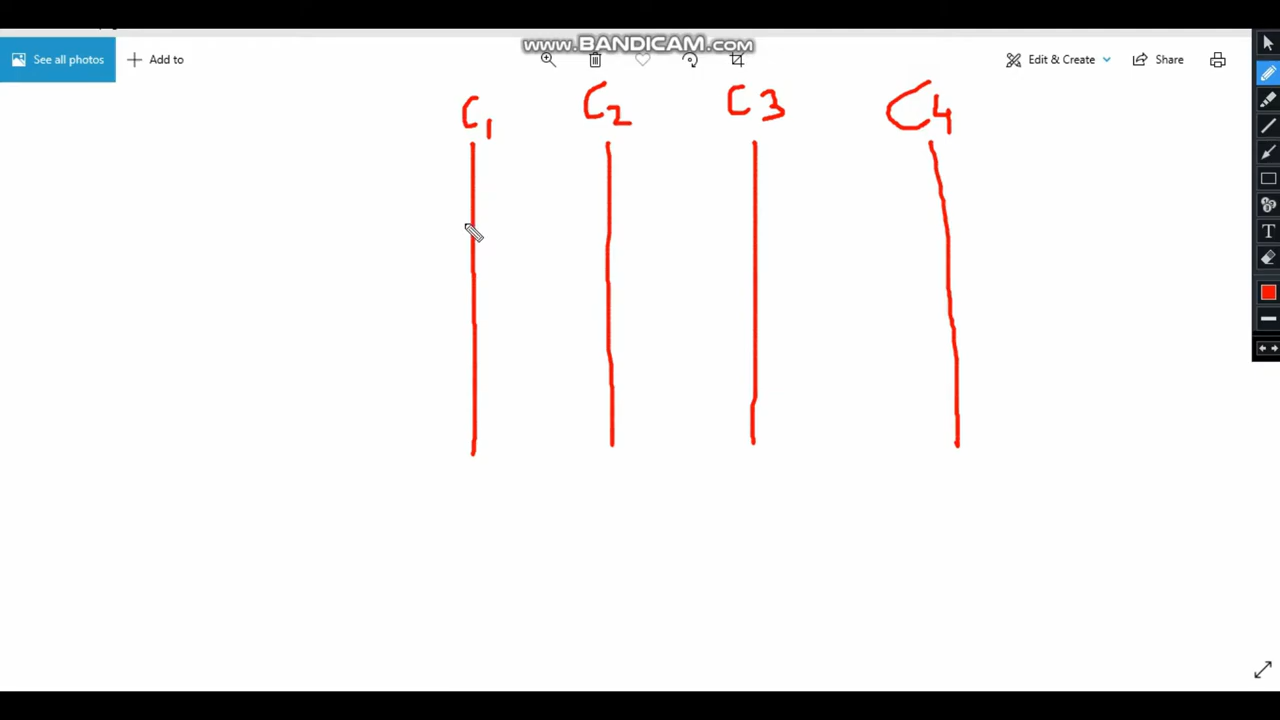 www.BANDICAM.com
See all photos
Add to
Edit & Create
Share
C1 C2 C3 C4
T